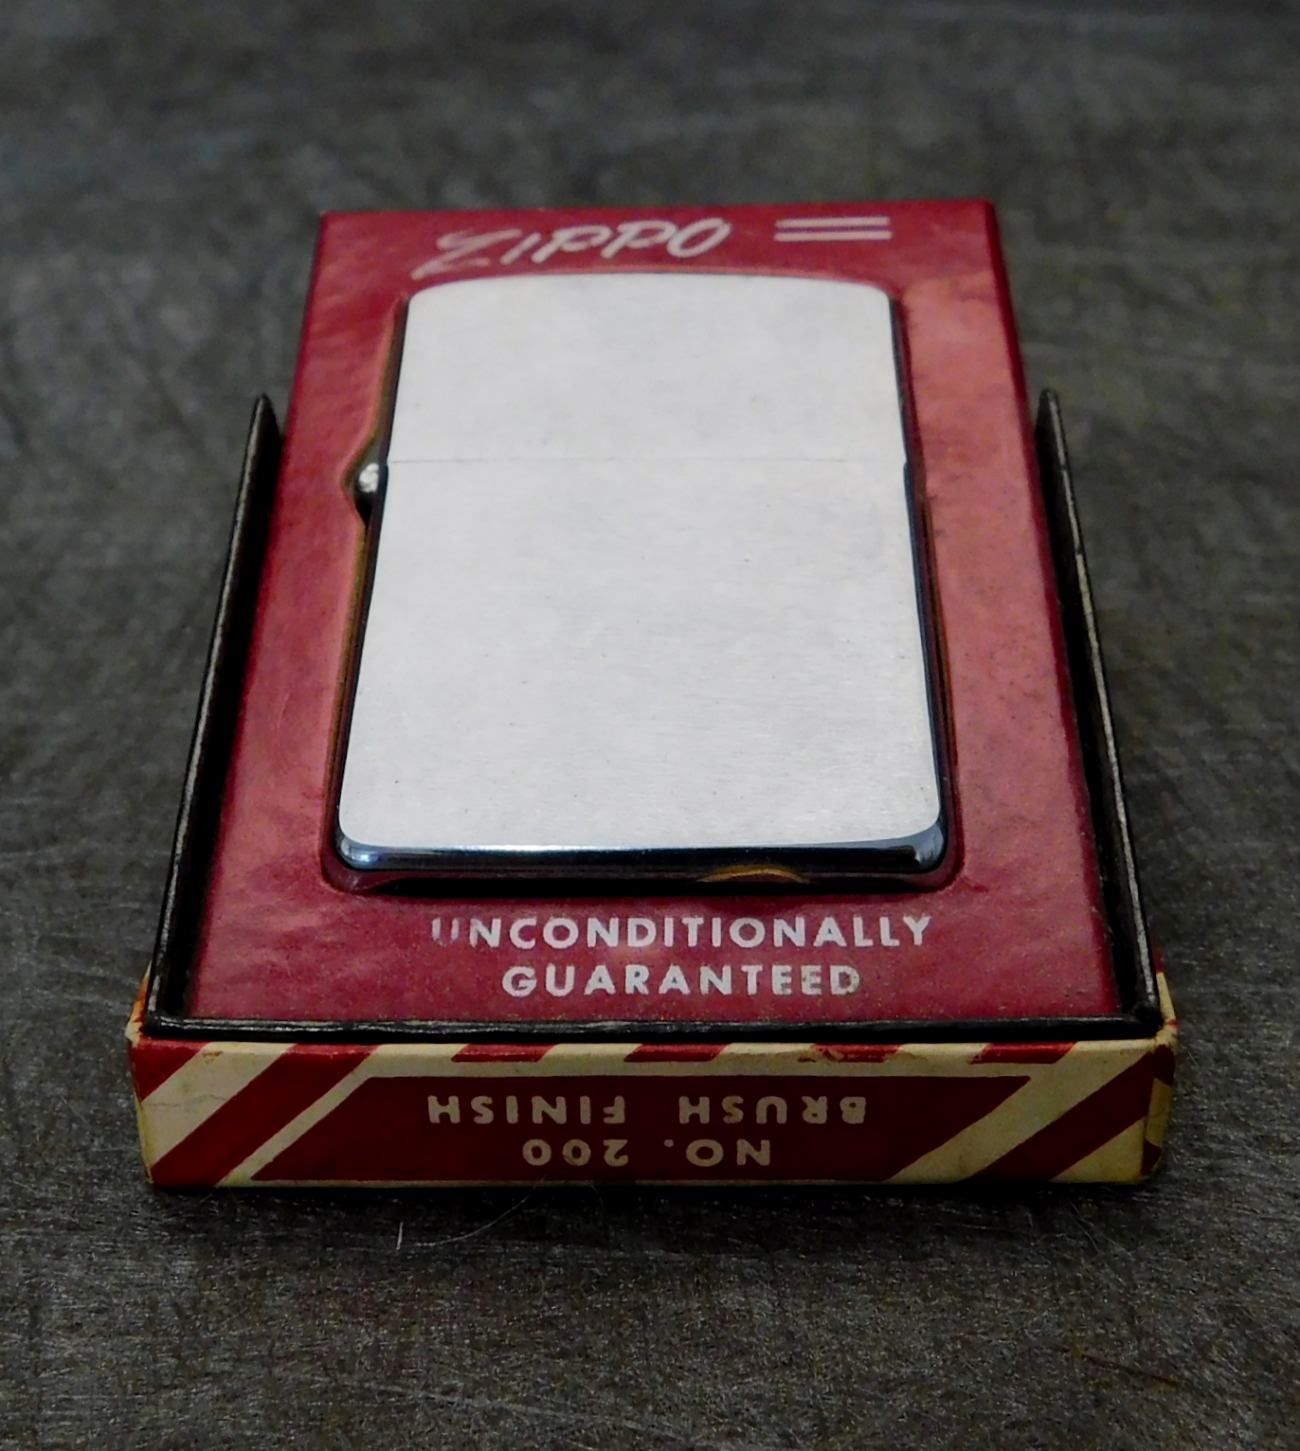 ZIPPO
UNCONDITIONALLY
GUARANTEED
NO. 200
BRUSH FINISH